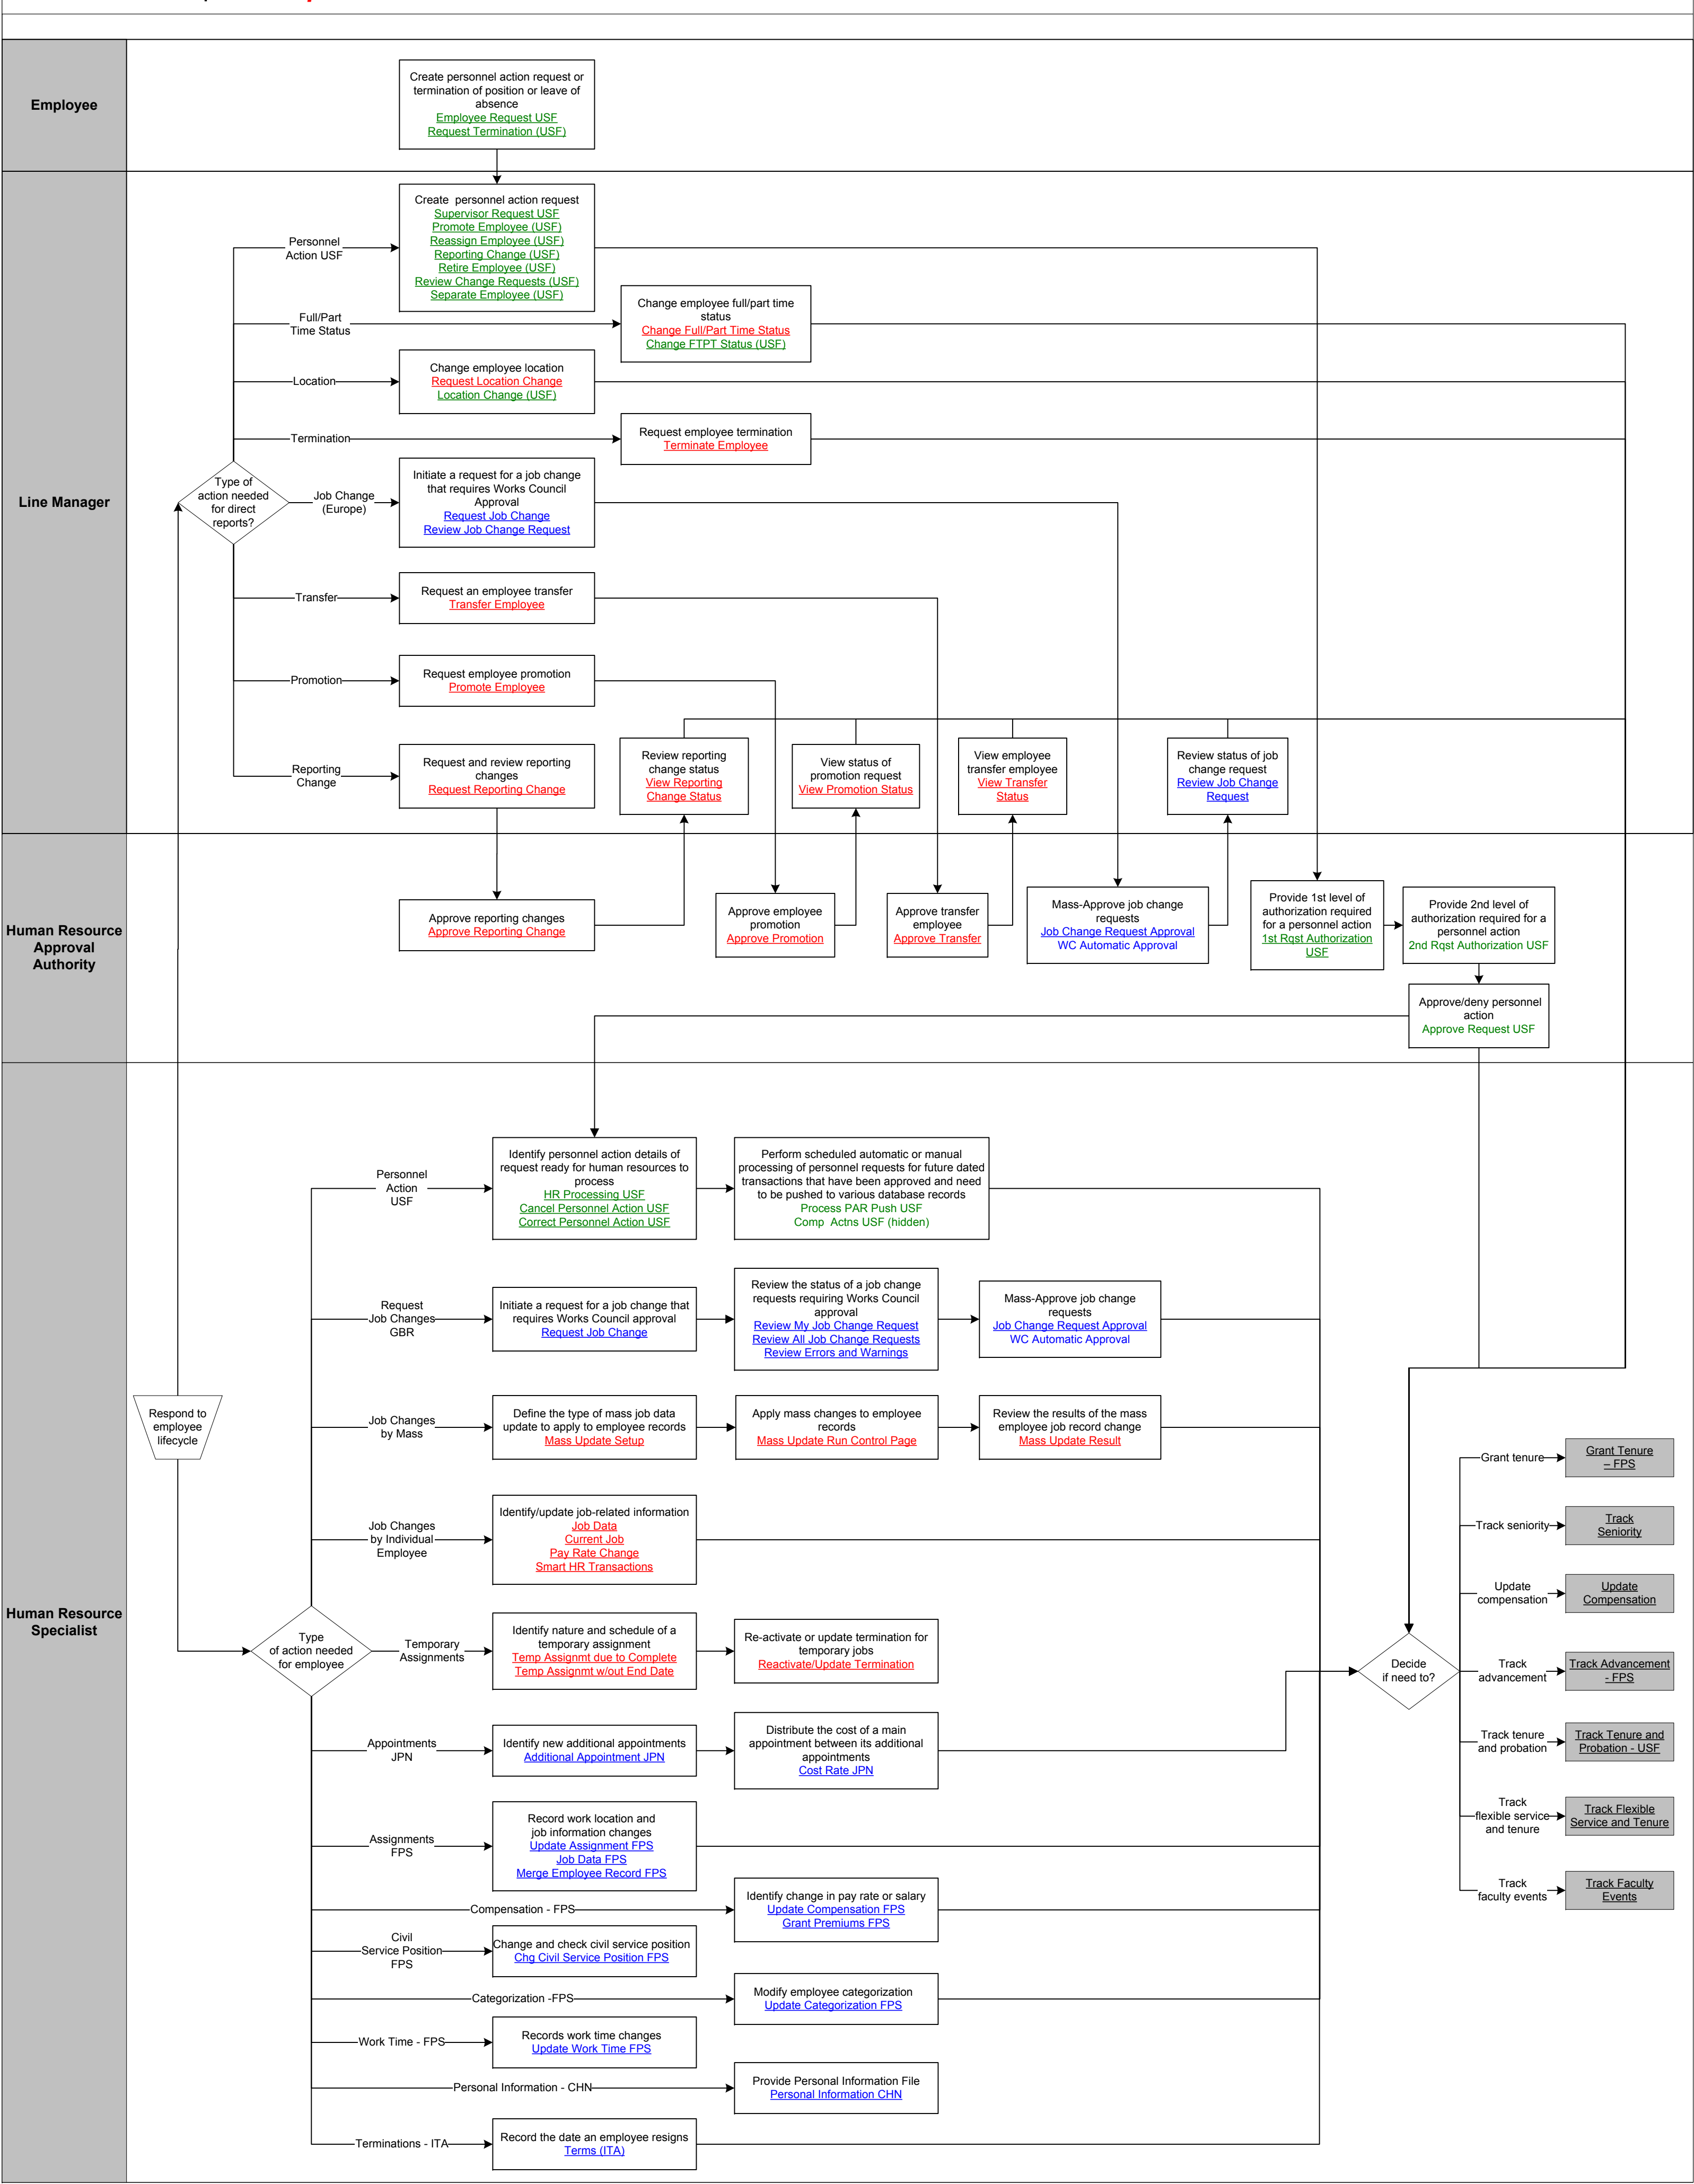 Employee
Create personnel action request or
termination of position or leave of
absence
Employee Request USF
Request Termination (USF)
Line Manager
Type of
action needed
for direct
reports?
Personnel
Action USF
Create  personnel action request
Supervisor Request USF
Promote Employee (USF)
Reassign Employee (USF)
Reporting Change (USF)
Retire Employee (USF)
Review Change Requests (USF)
Separate Employee (USF)
Full/Part
Time Status
Change employee full/part time
status
Change Full/Part Time Status
Change FTPT Status (USF)
Location
Change employee location
Request Location Change
Location Change (USF)
Termination
Request employee termination
Terminate Employee
Job Change
(Europe)
Initiate a request for a job change
that requires Works Council
Approval
Request Job Change
Review Job Change Request
Transfer
Request an employee transfer
Transfer Employee
Promotion
Request employee promotion
Promote Employee
Reporting
Change
Request and review reporting
changes
Request Reporting Change
Review reporting
change status
View Reporting
Change Status
View status of
promotion request
View Promotion Status
View employee
transfer employee
View Transfer
Status
Review status of job
change request
Review Job Change
Request
Human Resource
Approval
Authority
Approve reporting changes
Approve Reporting Change
Approve employee
promotion
Approve Promotion
Approve transfer
employee
Approve Transfer
Mass-Approve job change
requests
Job Change Request Approval
WC Automatic Approval
Provide 1st level of
authorization required
for a personnel action
1st Rqst Authorization
USF
Provide 2nd level of
authorization required for a
personnel action
2nd Rqst Authorization USF
Approve/deny personnel
action
Approve Request USF
Human Resource
Specialist
Respond to
employee
lifecycle
Type
of action needed
for employee
Personnel
Action
USF
Identify personnel action details of
request ready for human resources to
process
HR Processing USF
Cancel Personnel Action USF
Correct Personnel Action USF
Perform scheduled automatic or manual
processing of personnel requests for future dated
transactions that have been approved and need
to be pushed to various database records
Process PAR Push USF
Comp  Actns USF (hidden)
Request
Job Changes
GBR
Initiate a request for a job change that
requires Works Council approval
Request Job Change
Review the status of a job change
requests requiring Works Council
approval
Review My Job Change Request
Review All Job Change Requests
Review Errors and Warnings
Mass-Approve job change
requests
Job Change Request Approval
WC Automatic Approval
Job Changes
by Mass
Define the type of mass job data
update to apply to employee records
Mass Update Setup
Apply mass changes to employee
records
Mass Update Run Control Page
Review the results of the mass
employee job record change
Mass Update Result
Job Changes
by Individual
Employee
Identify/update job-related information
Job Data
Current Job
Pay Rate Change
Smart HR Transactions
Temporary
Assignments
Identify nature and schedule of a
temporary assignment
Temp Assignmt due to Complete
Temp Assignmt w/out End Date
Re-activate or update termination for
temporary jobs
Reactivate/Update Termination
Appointments
JPN
Identify new additional appointments
Additional Appointment JPN
Distribute the cost of a main
appointment between its additional
appointments
Cost Rate JPN
Assignments
FPS
Record work location and
job information changes
Update Assignment FPS
Job Data FPS
Merge Employee Record FPS
Compensation - FPS
Identify change in pay rate or salary
Update Compensation FPS
Grant Premiums FPS
Civil
Service Position
FPS
Change and check civil service position
Chg Civil Service Position FPS
Categorization -FPS
Modify employee categorization
Update Categorization FPS
Work Time - FPS
Records work time changes
Update Work Time FPS
Personal Information - CHN
Provide Personal Information File
Personal Information CHN
Terminations - ITA
Record the date an employee resigns
Terms (ITA)
Decide
if need to?
Grant tenure
Grant Tenure
– FPS
Track seniority
Track
Seniority
Update
compensation
Update
Compensation
Track
advancement
Track Advancement
- FPS
Track tenure
and probation
Track Tenure and
Probation - USF
Track
flexible service
and tenure
Track Flexible
Service and Tenure
Track
faculty events
Track Faculty
Events